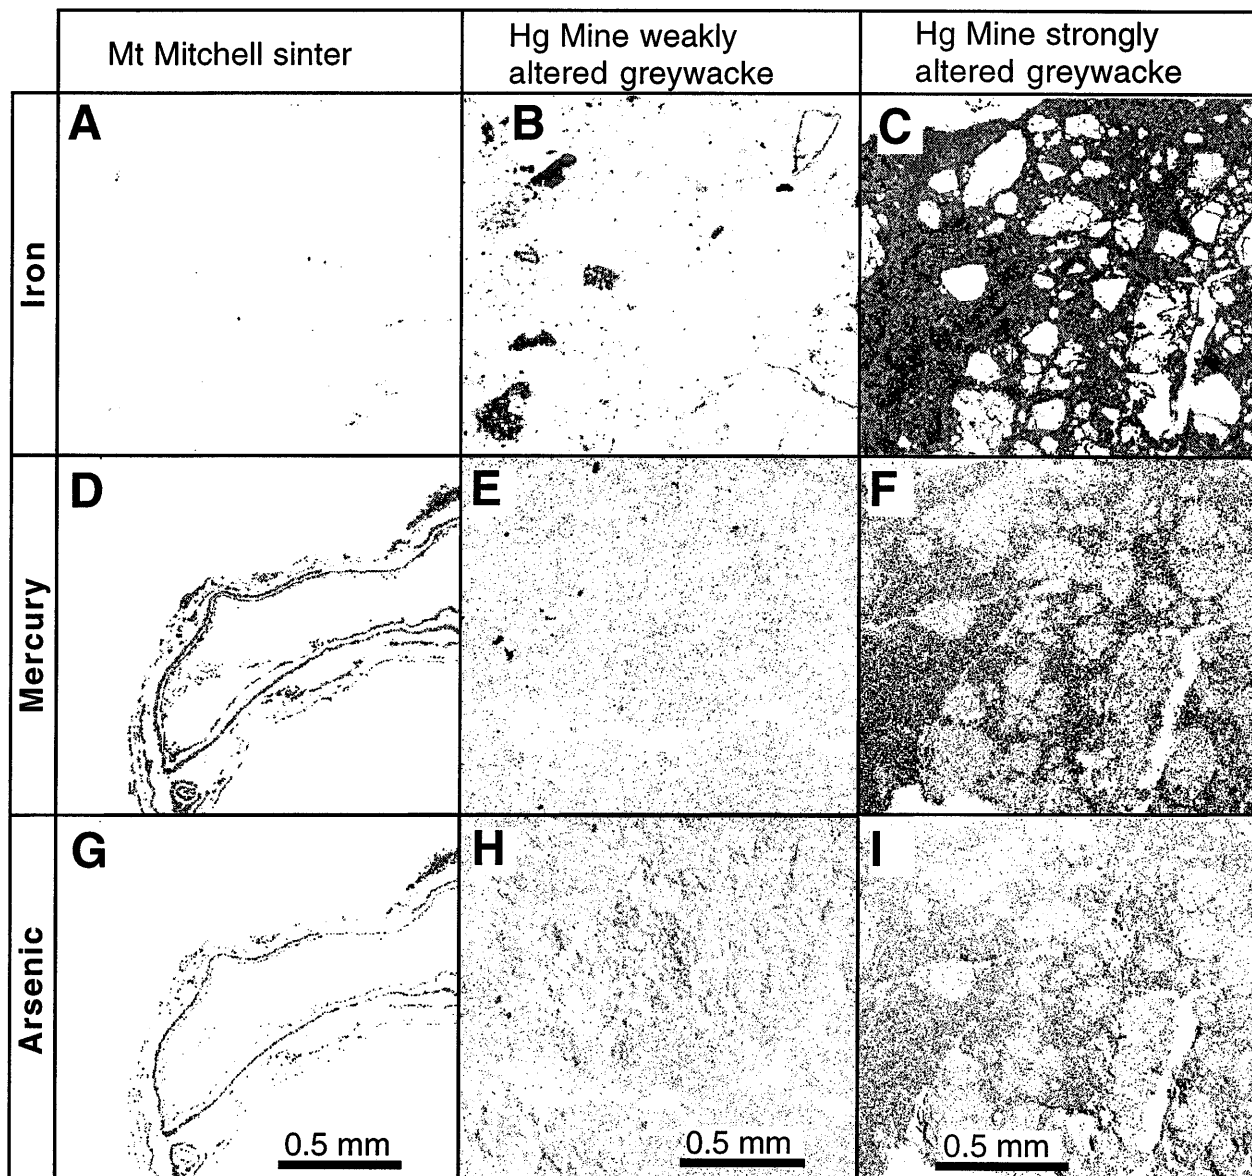 Mt Mitchell sinter
Hg Mine weakly
altered greywacke
Hg Mine strongly
altered greywacke
Iron
A
B
C
Mercury
D
E
F
Arsenic
G
H
I
0.5 mm
0.5 mm
0.5 mm